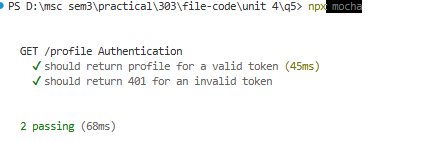 PS D:\msc sem3\practical\303\file-code\unit 4\q5> npx mocha
GET /profile Authentication
✓ should return profile for a valid token (45ms)
✓ should return 401 for an invalid token
2 passing (68ms)